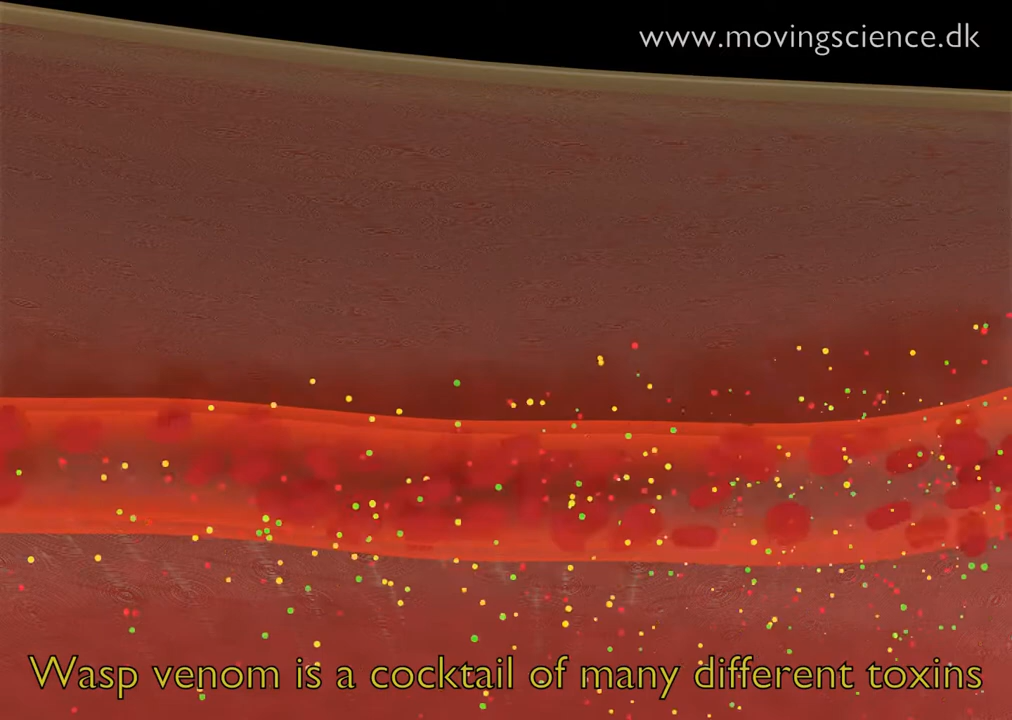 www.movingscience.dk
Wasp venom is a cocktail of many different toxins